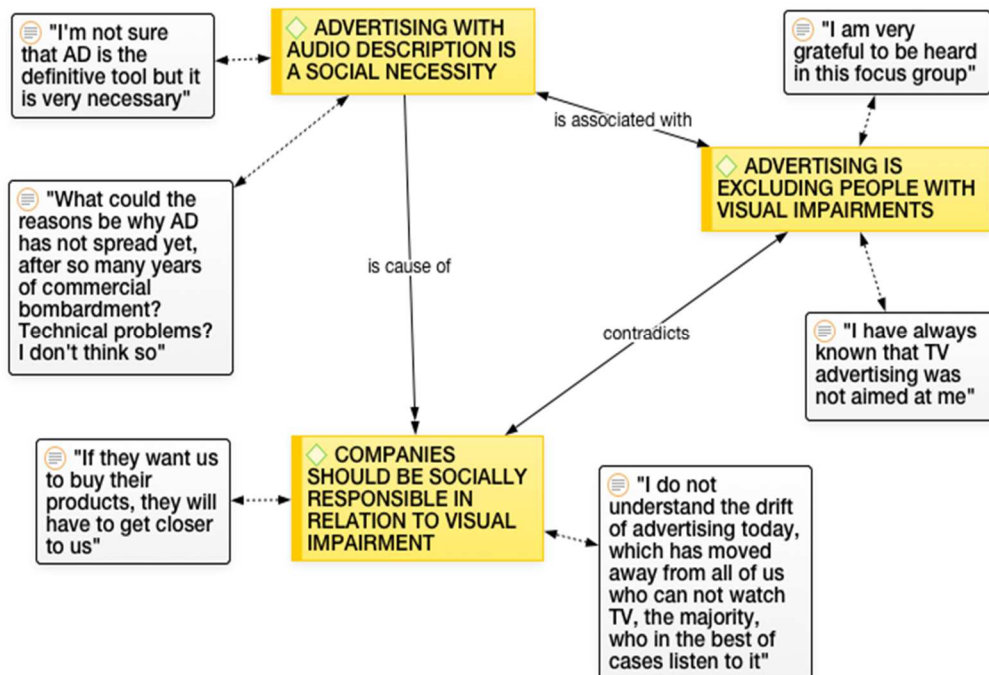 "I'm not sure
that AD is the
definitive tool but it
is very necessary"
ADVERTISING WITH
AUDIO DESCRIPTION IS
A SOCIAL NECESSITY
"I am very
grateful to be heard
in this focus group"
is associated with
ADVERTISING IS
EXCLUDING PEOPLE WITH
VISUAL IMPAIRMENTS
"What could the
reasons be why AD
has not spread yet,
after so many years
of commercial
bombardment?
Technical problems?
I don't think so"
is cause of
contradicts
"I have always
known that TV
advertising was
not aimed at me"
"If they want us
to buy their
products, they will
have to get closer
to us"
COMPANIES
SHOULD BE SOCIALLY
RESPONSIBLE IN
RELATION TO VISUAL
IMPAIRMENT
"I do not
understand the drift
of advertising today,
which has moved
away from all of us
who can not watch
TV, the majority,
who in the best of
cases listen to it"